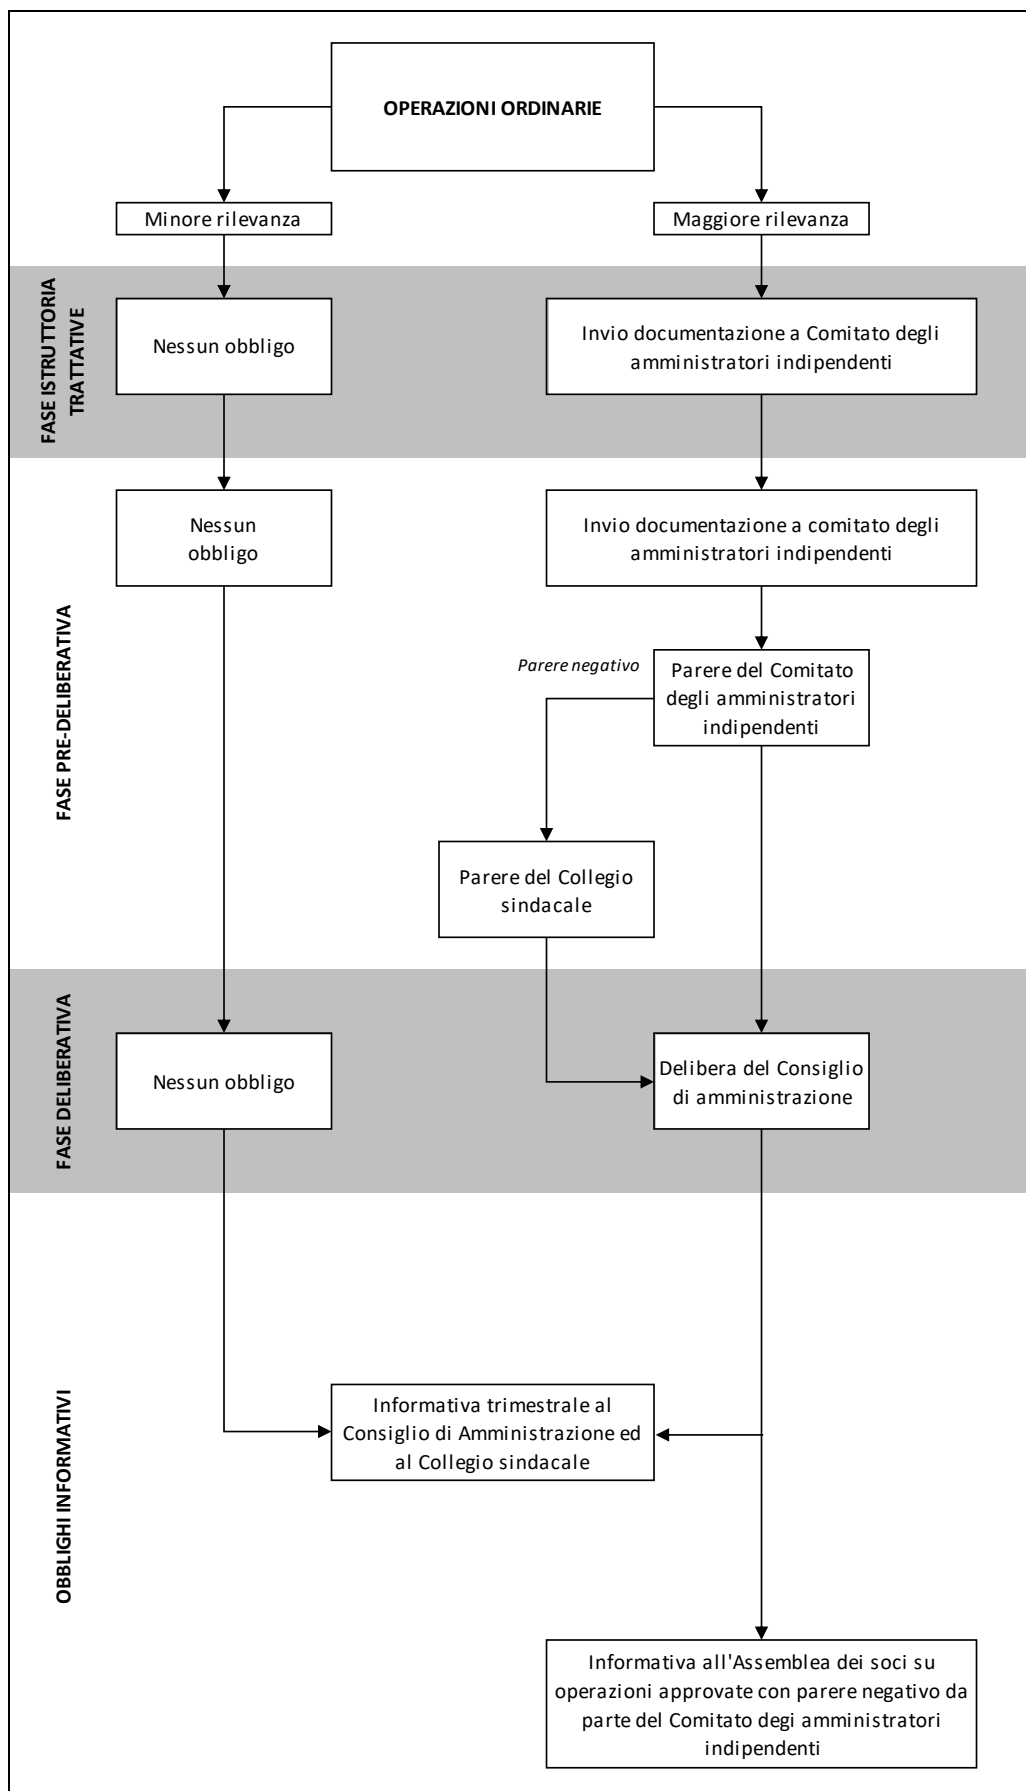 OPERAZIONI ORDINARIE
Minore rilevanza
Maggiore rilevanza
FASE ISTRUTTORIA
TRATTATIVE
Nessun obbligo
Invio documentazione a Comitato degli
amministratori indipendenti
FASE PRE-DELIBERATIVA
Nessun
obbligo
Invio documentazione a comitato degli
amministratori indipendenti
Parere negativo
Parere del Comitato
degli amministratori
indipendenti
Parere del Collegio
sindacale
FASE DELIBERATIVA
Nessun obbligo
Delibera del Consiglio
di amministrazione
OBBLIGHI INFORMATIVI
Informativa trimestrale al
Consiglio di Amministrazione ed
al Collegio sindacale
Informativa all'Assemblea dei soci su
operazioni approvate con parere negativo da
parte del Comitato degi amministratori
indipendenti